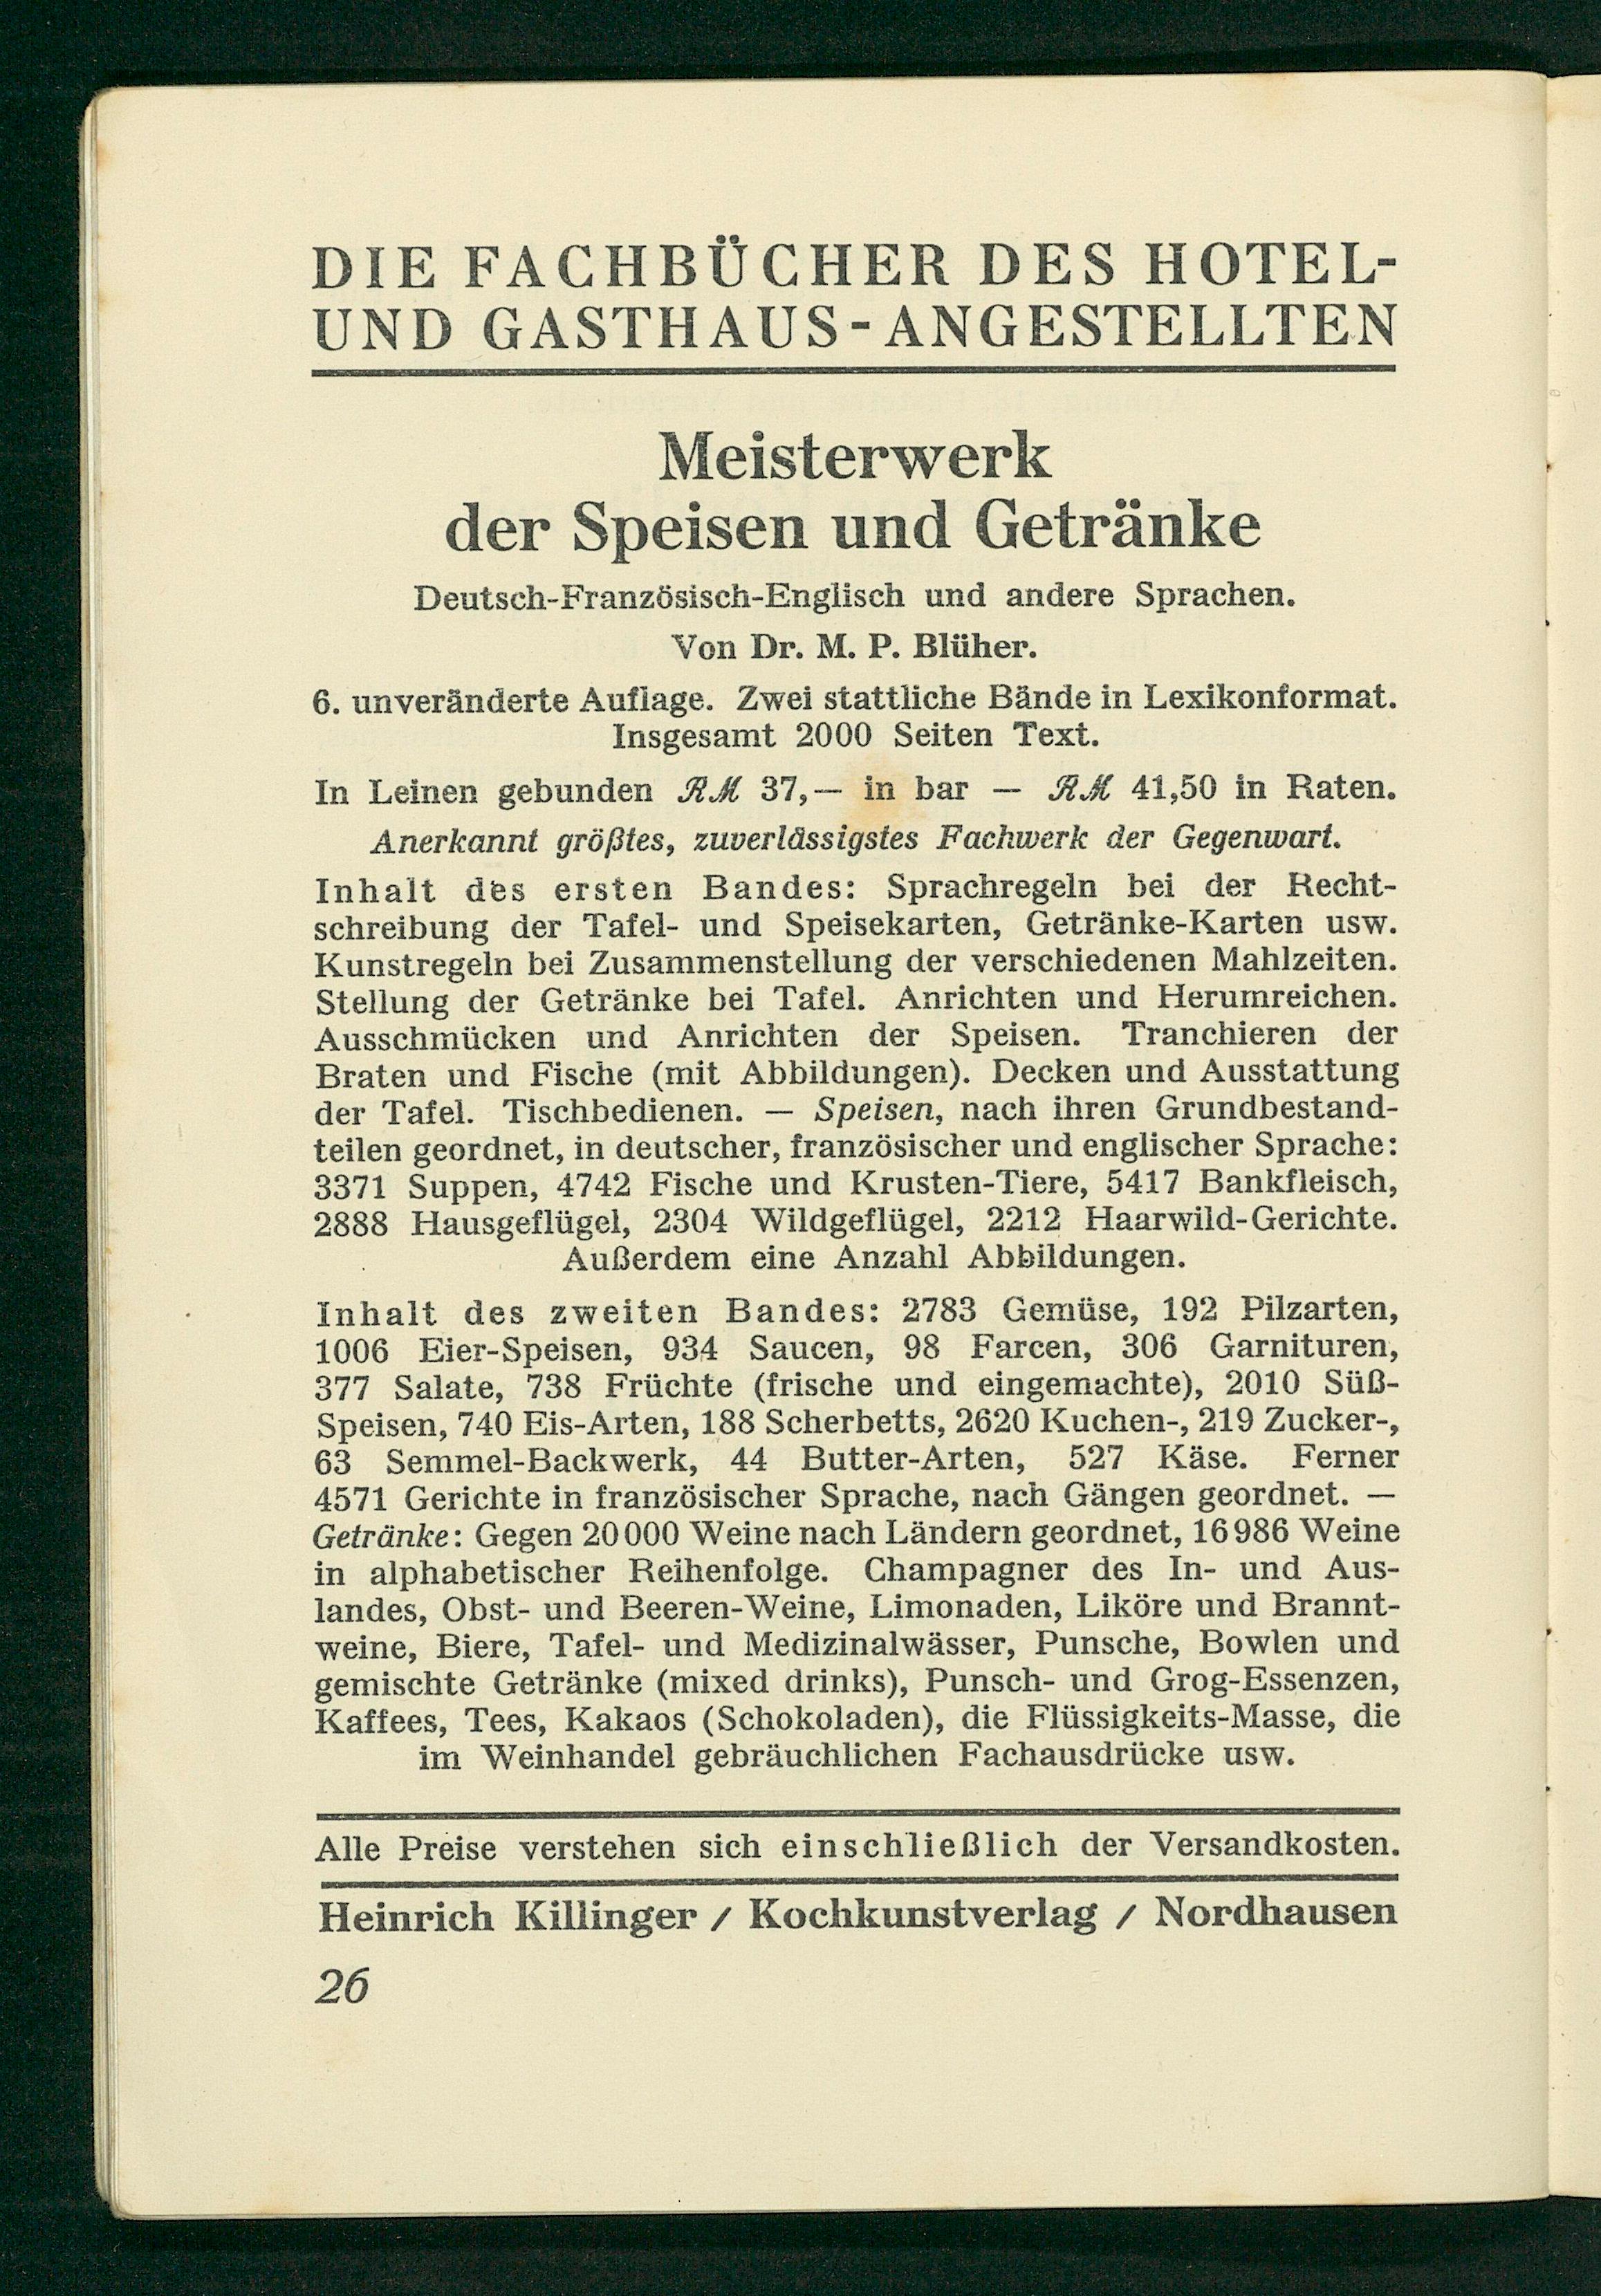 DIE FACHBÜCHER DES HOTEL-
UND GASTHAUS-ANGESTELLTEN
Meisterwerk
der Speisen und Getränke
Deutsch-Französisch-Englisch und andere Sprachen.
Von Dr. M. P. Blüher.
6. unveränderte Auflage. Zwei stattliche Bände in Lexikonformat.
Insgesamt 2000 Seiten Text.
In Leinen gebunden RM 37,— in bar — RM 41,50 in Raten.
Anerkannt größtes, zuverlässigstes Fachwerk der Gegenwart.
Inhalt des ersten Bandes: Sprachregeln bei der Recht-
schreibung der Tafel- und Speisekarten, Getränke-Karten usw.
Kunstregeln bei Zusammenstellung der verschiedenen Mahlzeiten.
Stellung der Getränke bei Tafel. Anrichten und Herumreichen.
Ausschmücken und Anrichten der Speisen. Tranchieren der
Braten und Fische (mit Abbildungen). Decken und Ausstattung
der Tafel. Tischbedienen. — Speisen, nach ihren Grundbestand-
teilen geordnet, in deutscher, französischer und englischer Sprache:
3371 Suppen, 4742 Fische und Krusten-Tiere, 5417 Bankfleisch,
2888 Hausgeflügel, 2304 Wildgeflügel, 2212 Haarwild-Gerichte.
Außerdem eine Anzahl Abbildungen.
Inhalt des zweiten Bandes: 2783 Gemüse, 192 Pilzarten,
1006 Eier-Speisen, 934 Saucen, 98 Farcen, 306 Garnituren,
377 Salate, 738 Früchte (frische und eingemachte), 2010 Süß-
Speisen, 740 Eis-Arten, 188 Scherbetts, 2620 Kuchen-, 219 Zucker-,
63 Semmel-Backwerk, 44 Butter-Arten, 527 Käse. Ferner
4571 Gerichte in französischer Sprache, nach Gängen geordnet. —
Getränke: Gegen 20000 Weine nach Ländern geordnet, 16986 Weine
in alphabetischer Reihenfolge. Champagner des In- und Aus-
landes, Obst- und Beeren-Weine, Limonaden, Liköre und Brannt-
weine, Biere, Tafel- und Medizinalwässer, Punsche, Bowlen und
gemischte Getränke (mixed drinks), Punsch- und Grog-Essenzen,
Kaffees, Tees, Kakaos (Schokoladen), die Flüssigkeits-Masse, die
im Weinhandel gebräuchlichen Fachausdrücke usw.
Alle Preise verstehen sich einschließlich der Versandkosten.
Heinrich Killinger / Kochkunstverlag / Nordhausen
26